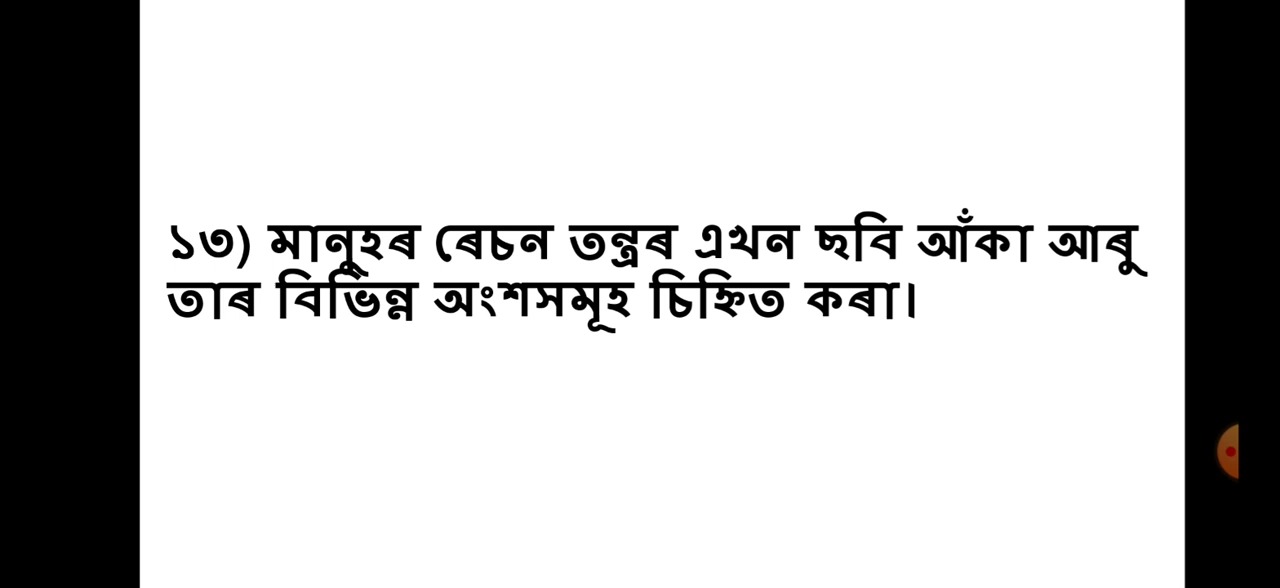 ১৩) মানুহৰ ৰেচন তন্ত্ৰৰ এখন ছবি আঁকা আৰু
তাৰ বিভিন্ন অংশসমূহ চিহ্নিত কৰা।